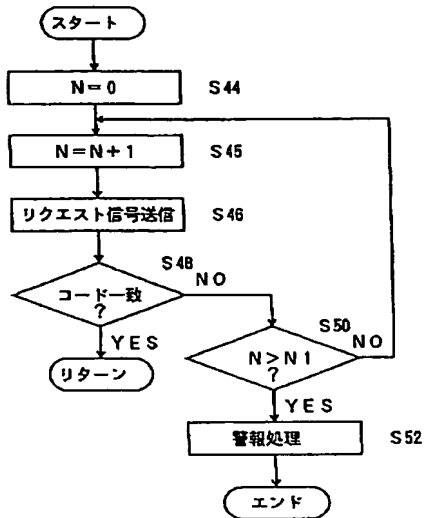 スタート
N=0 S44
N=N+1 S45
リクエスト信号送信 S46
S48
コード一致
?
NO
YES
リターン
S50
N>N1
?
NO
YES
警報処理 S52
エンド